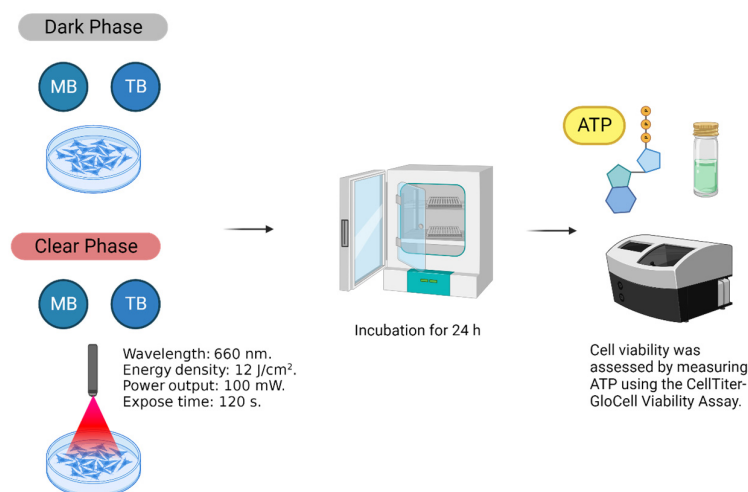 Dark Phase
MB
TB
Clear Phase
MB
TB
Wavelength: 660 nm.
Energy density: 12 J/cm².
Power output: 100 mW.
Expose time: 120 s.
Incubation for 24 h
ATP
Cell viability was
assessed by measuring
ATP using the CellTiter-
GloCell Viability Assay.